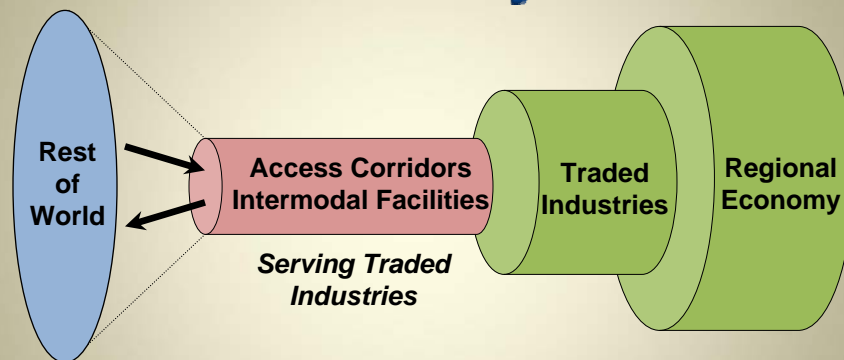 Rest
of
World
Access Corridors
Intermodal Facilities
Serving Traded
Industries
Traded
Industries
Regional
Economy